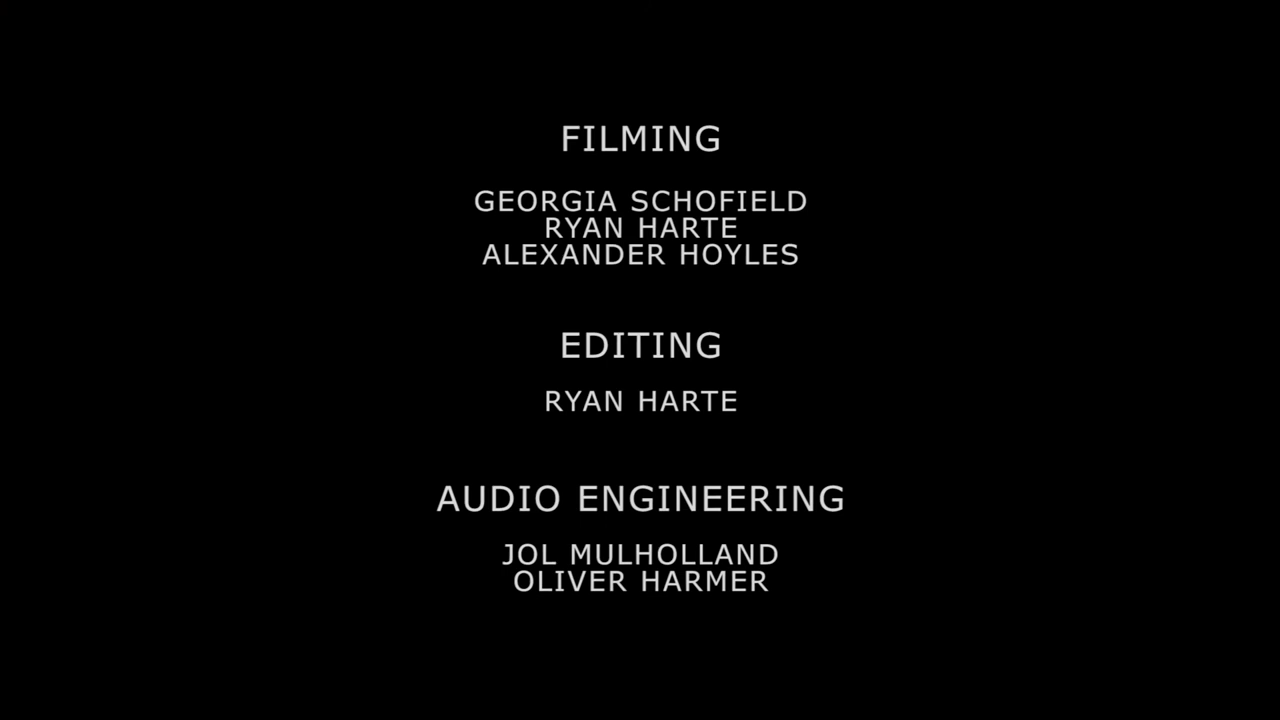 FILMING
GEORGIA SCHOFIELD
RYAN HARTE
ALEXANDER HOYLES
EDITING
RYAN HARTE
AUDIO ENGINEERING
JOL MULHOLLAND
OLIVER HARMER